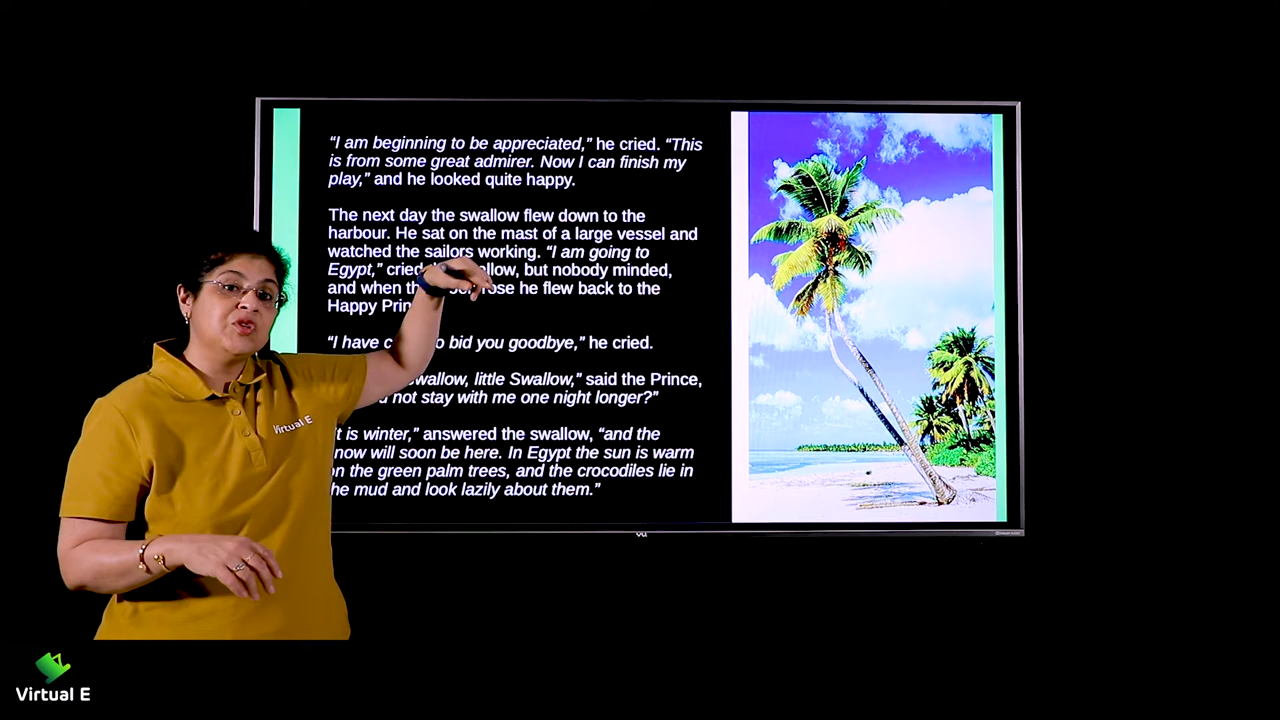 “I am beginning to be appreciated,” he cried. “This
is from some great admirer. Now I can finish my
play,” and he looked quite happy.
The next day the swallow flew down to the
harbour. He sat on the mast of a large vessel and
watched the sailors working. “I am going to
Egypt,” cried, but nobody minded,
and when he flew back to the
Happy
“I have bid you goodbye,” he cried.
little Swallow,” said the Prince,
not stay with me one night longer?”
is winter,” answered the swallow, “and the
will soon be here. In Egypt the sun is warm
the green palm trees, and the crocodiles lie in
mud and look lazily about them.”
Virtual E
vu
Virtual E